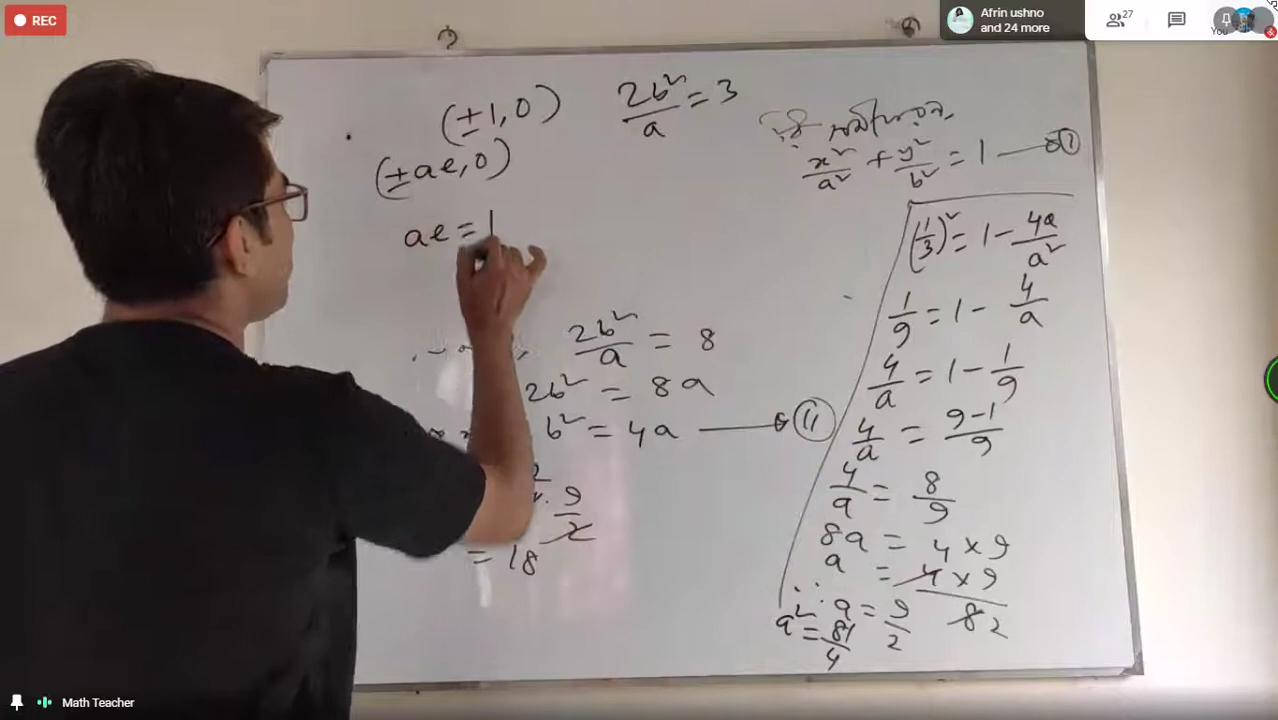 REC
Afrin ushno
and 24 more
27
You
(±1, 0) 2b²/a = 3
(±ae, 0)
ae = 1
2b²/a = 8
2b² = 8a
b² = 4a → (ii)
9/2
= 18
x²/a² + y²/b² = 1
(1/3)² = 1 - 4a/a²
1/9 = 1 - 4/a
4/a = 1 - 1/9
4/a = 9-1/9
4/a = 8/9
8a = 4 × 9
a = 4 × 9/8 2
∴ a = 9/2
a² = 81/4
Math Teacher